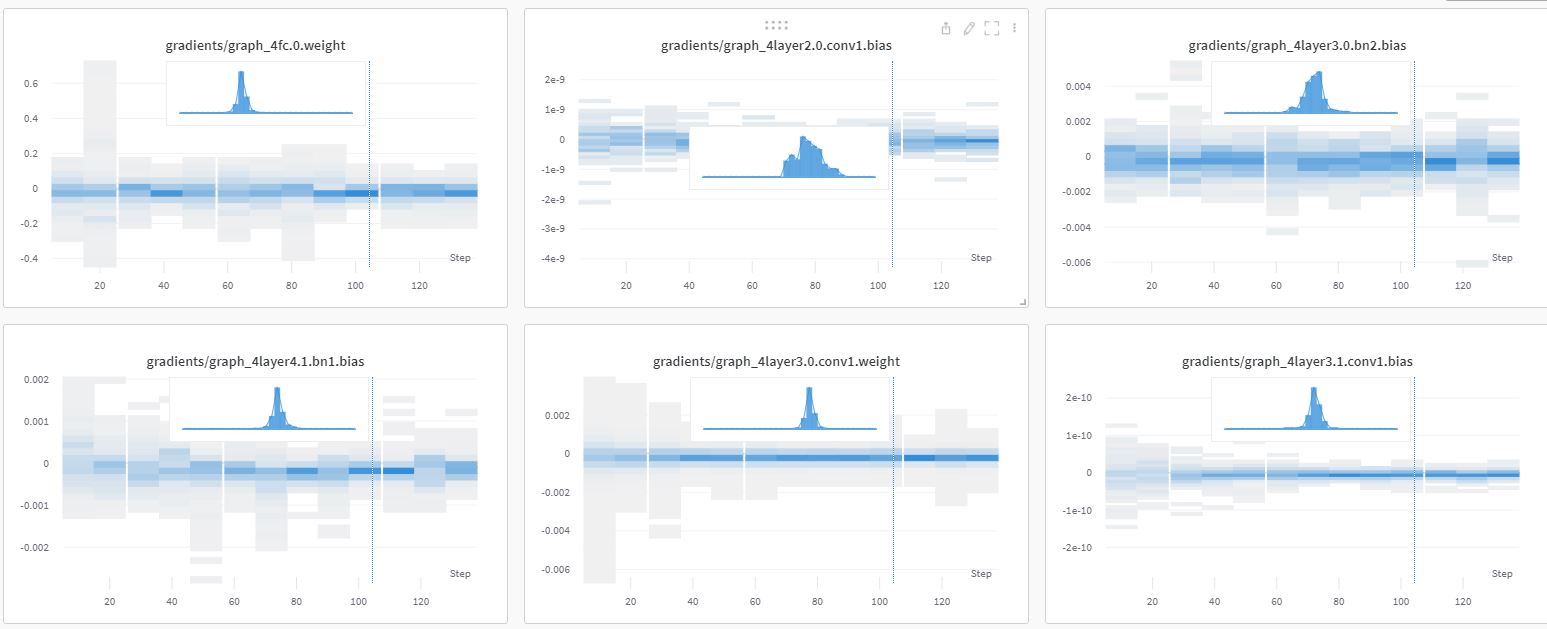 gradients/graph_4fc.0.weight
0.6
0.4
0.2
0
-0.2
-0.4
Step
20 40 60 80 100 120
gradients/graph_4layer2.0.conv1.bias
2e-9
1e-9
0
-1e-9
-2e-9
-3e-9
-4e-9
Step
20 40 60 80 100 120
gradients/graph_4layer3.0.bn2.bias
0.004
0.002
0
-0.002
-0.004
-0.006
Step
20 40 60 80 100 120
gradients/graph_4layer4.1.bn1.bias
0.002
0.001
0
-0.001
-0.002
Step
20 40 60 80 100 120
gradients/graph_4layer3.0.conv1.weight
0.002
0
-0.002
-0.004
-0.006
Step
20 40 60 80 100 120
gradients/graph_4layer3.1.conv1.bias
2e-10
1e-10
0
-1e-10
-2e-10
Step
20 40 60 80 100 120